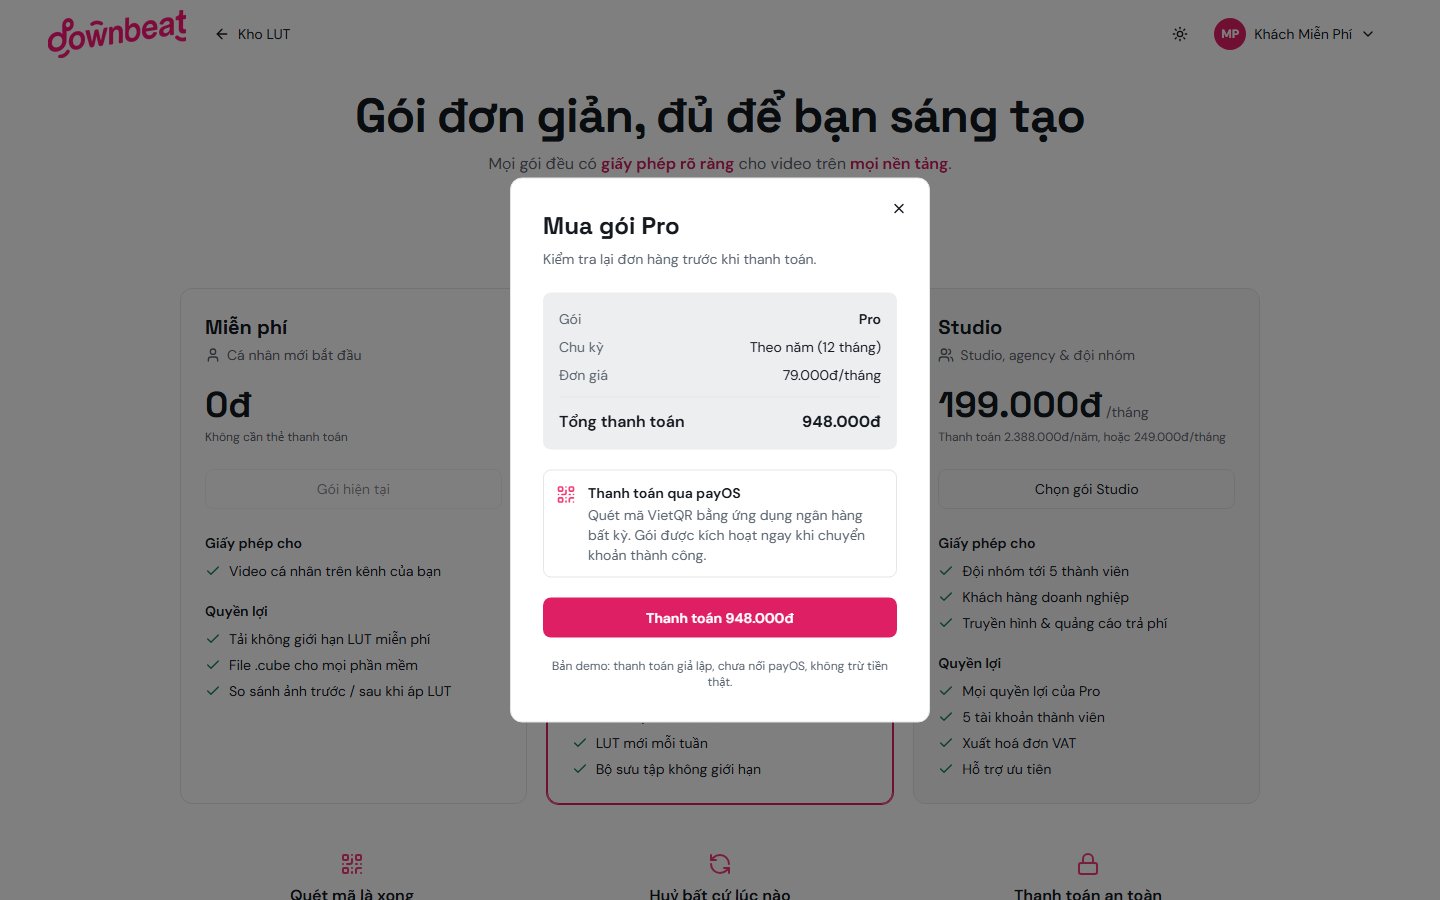 downbeat
Kho LUT
MP
Khách Miễn Phí
Gói đơn giản, đủ để bạn sáng tạo
Mọi gói đều có giấy phép rõ ràng cho video trên mọi nền tảng.
Miễn phí
Cá nhân mới bắt đầu
0đ
Không cần thẻ thanh toán
Gói hiện tại
Giấy phép cho
Video cá nhân trên kênh của bạn
Quyền lợi
Tải không giới hạn LUT miễn phí
File .cube cho mọi phần mềm
So sánh ảnh trước / sau khi áp LUT
Mua gói Pro
Kiểm tra lại đơn hàng trước khi thanh toán.
Gói
Pro
Chu kỳ
Theo năm (12 tháng)
Đơn giá
79.000đ/tháng
Tổng thanh toán
948.000đ
Thanh toán qua payOS
Quét mã VietQR bằng ứng dụng ngân hàng
bất kỳ. Gói được kích hoạt ngay khi chuyển
khoản thành công.
Thanh toán 948.000đ
Bản demo: thanh toán giả lập, chưa nối payOS, không trừ tiền
thật.
LUT mới mỗi tuần
Bộ sưu tập không giới hạn
Studio
Studio, agency & đội nhóm
199.000đ /tháng
Thanh toán 2.388.000đ/năm, hoặc 249.000đ/tháng
Chọn gói Studio
Giấy phép cho
Đội nhóm tới 5 thành viên
Khách hàng doanh nghiệp
Truyền hình & quảng cáo trả phí
Quyền lợi
Mọi quyền lợi của Pro
5 tài khoản thành viên
Xuất hoá đơn VAT
Hỗ trợ ưu tiên
Quét mã là xong
Huỷ bất cứ lúc nào
Thanh toán an toàn